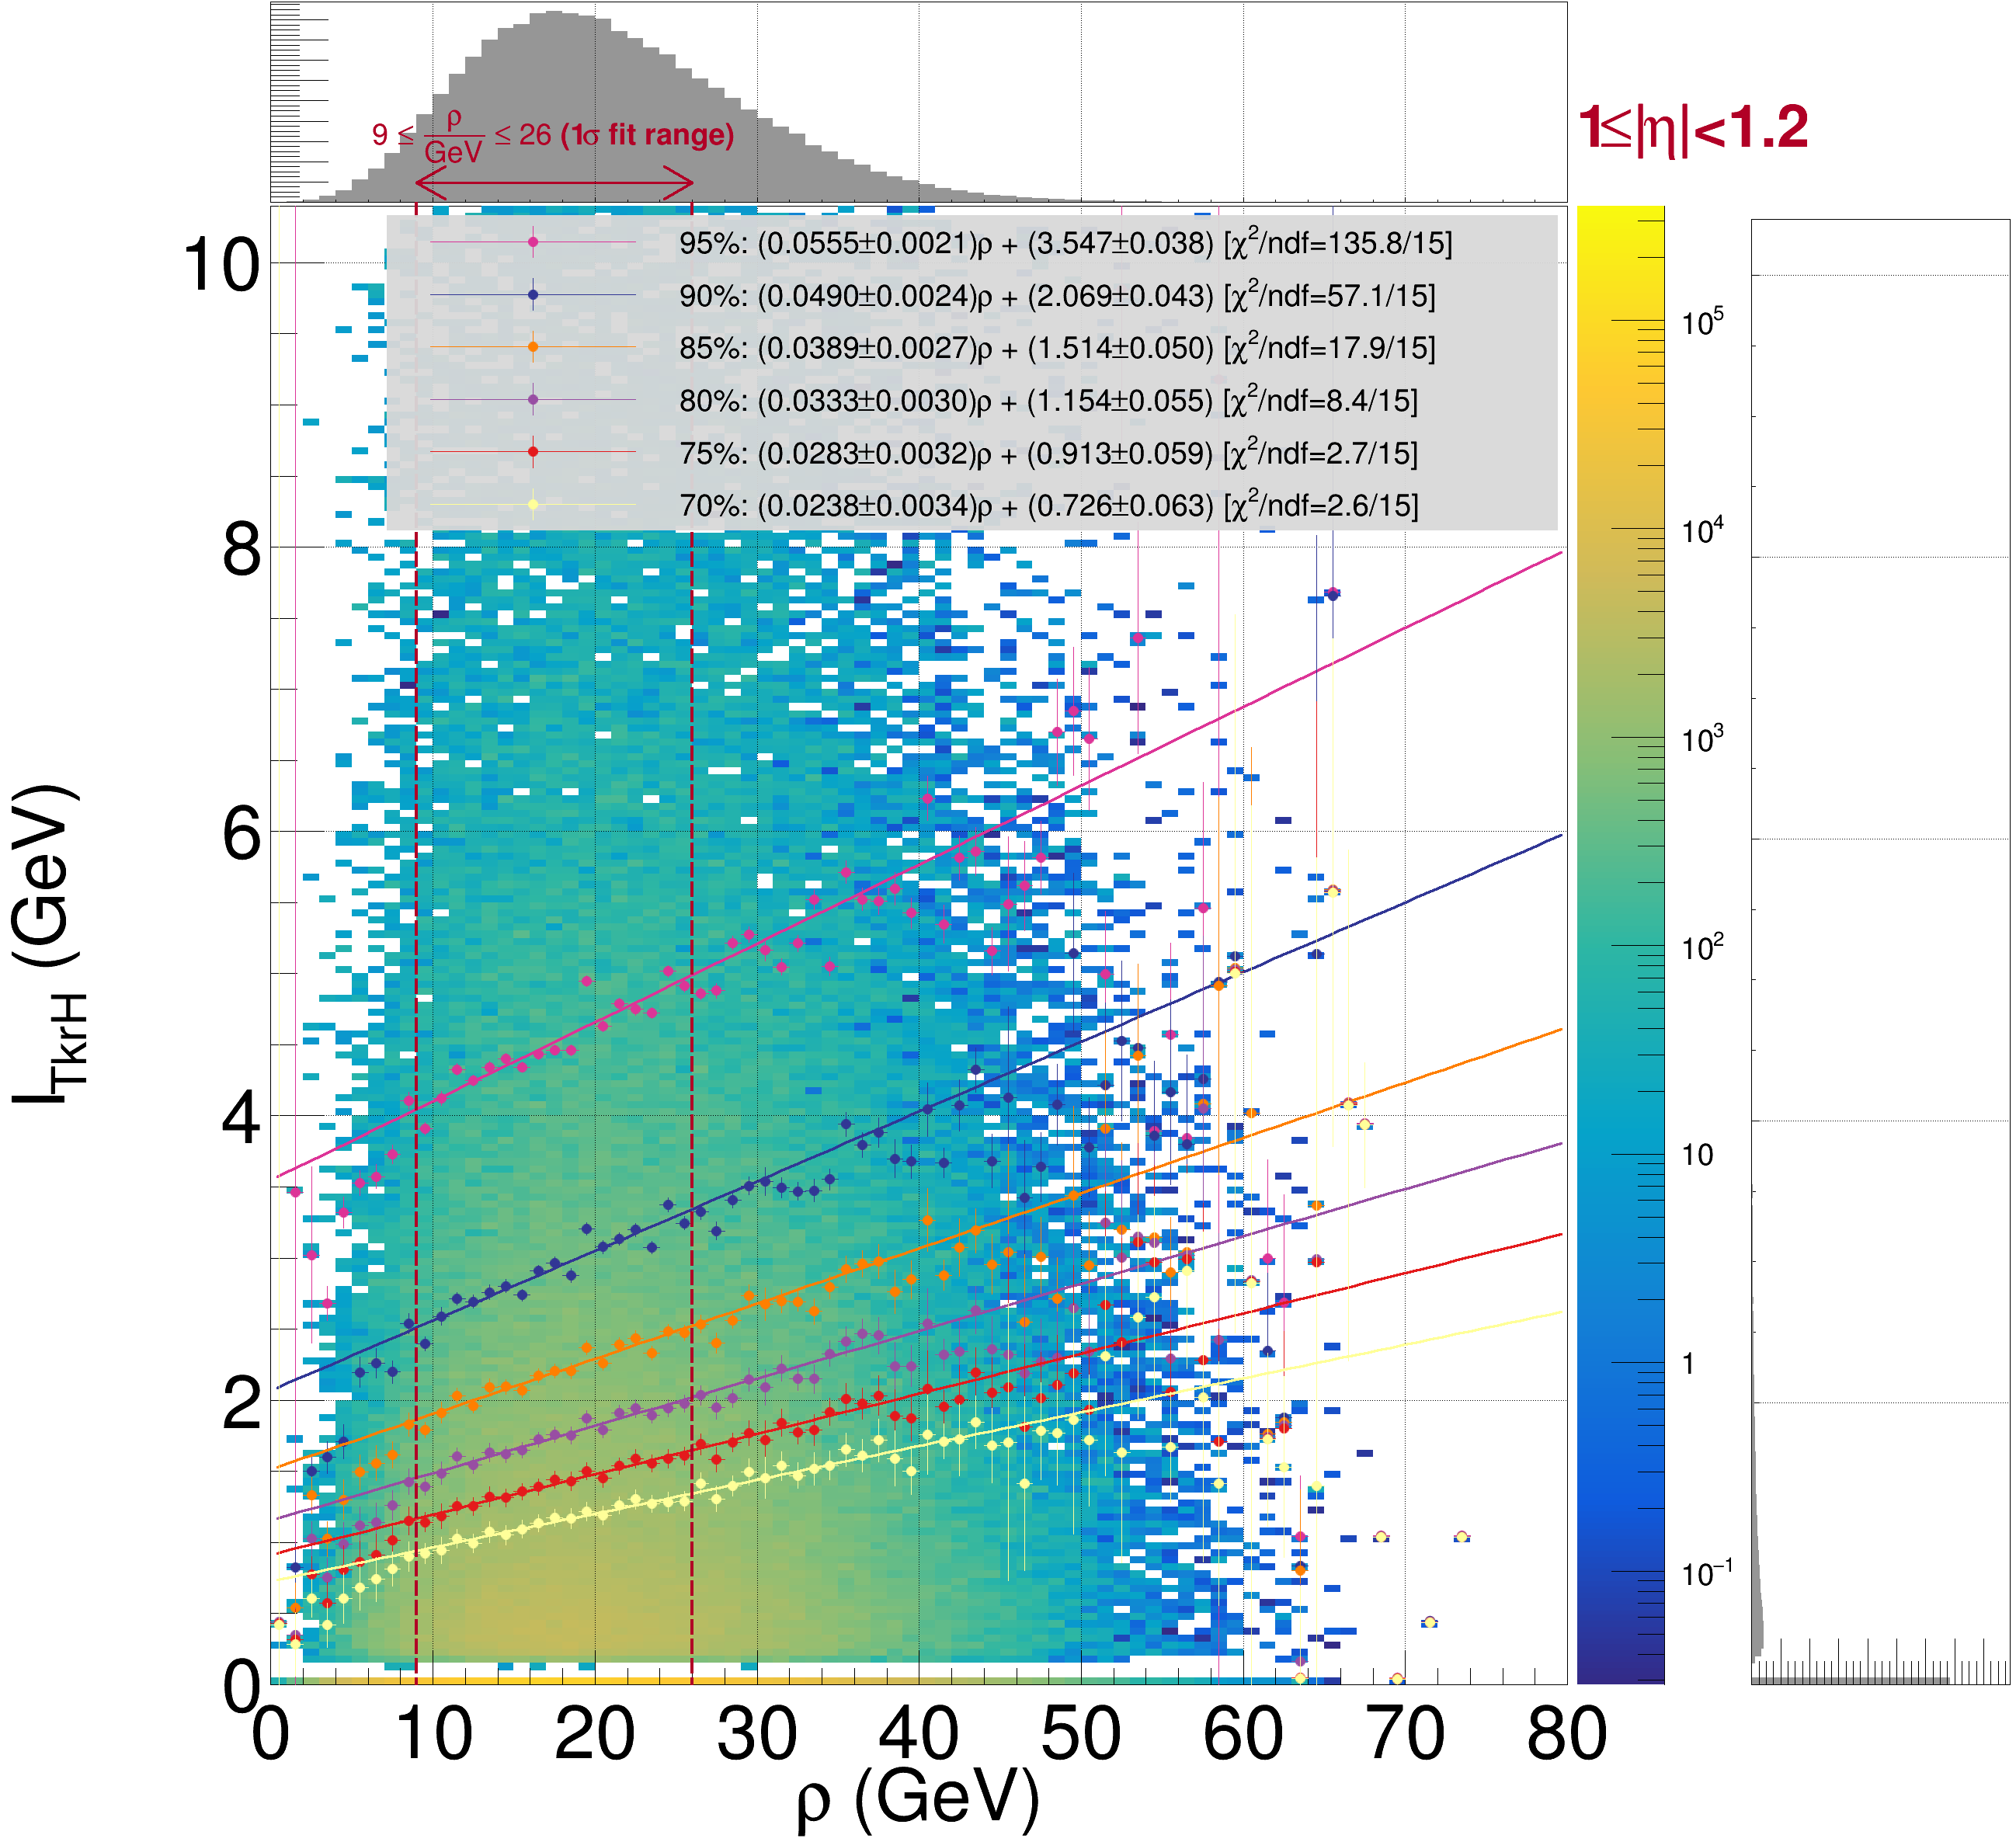 9 ≤ ρ/GeV ≤ 26 (1σ fit range)
1≤|η|<1.2
95%: (0.0555±0.0021)ρ + (3.547±0.038) [χ²/ndf=135.8/15]
90%: (0.0490±0.0024)ρ + (2.069±0.043) [χ²/ndf=57.1/15]
85%: (0.0389±0.0027)ρ + (1.514±0.050) [χ²/ndf=17.9/15]
80%: (0.0333±0.0030)ρ + (1.154±0.055) [χ²/ndf=8.4/15]
75%: (0.0283±0.0032)ρ + (0.913±0.059) [χ²/ndf=2.7/15]
70%: (0.0238±0.0034)ρ + (0.726±0.063) [χ²/ndf=2.6/15]
10
8
6
4
2
0
I_TkrH (GeV)
0 10 20 30 40 50 60 70 80
ρ (GeV)
10⁵
10⁴
10³
10²
10
1
10⁻¹